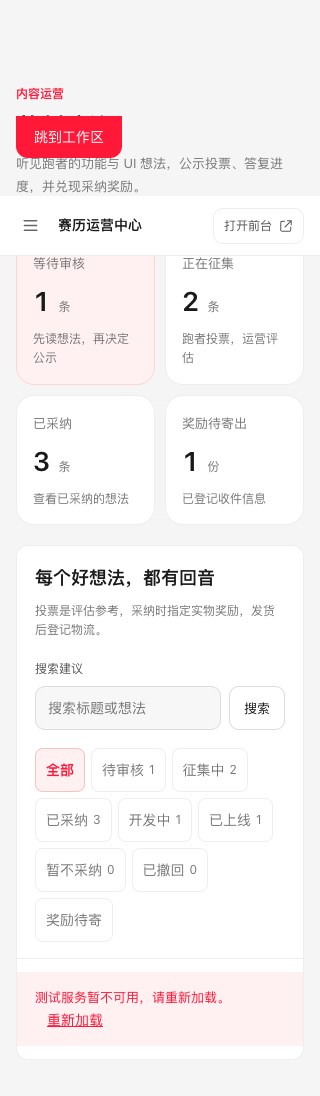 内容运营
跳到工作区
听见跑者的功能与 UI 想法，公示投票、答复进
度，并兑现采纳奖励。
赛历运营中心
打开前台
等待审核
1 条
先读想法，再决定
公示
正在征集
2 条
跑者投票，运营评
估
已采纳
3 条
查看已采纳的想法
奖励待寄出
1 份
已登记收件信息
每个好想法，都有回音
投票是评估参考，采纳时指定实物奖励，发货
后登记物流。
搜索建议
搜索标题或想法
搜索
全部 待审核 1 征集中 2
已采纳 3 开发中 1 已上线 1
暂不采纳 0 已撤回 0
奖励待寄
测试服务暂不可用，请重新加载。
重新加载